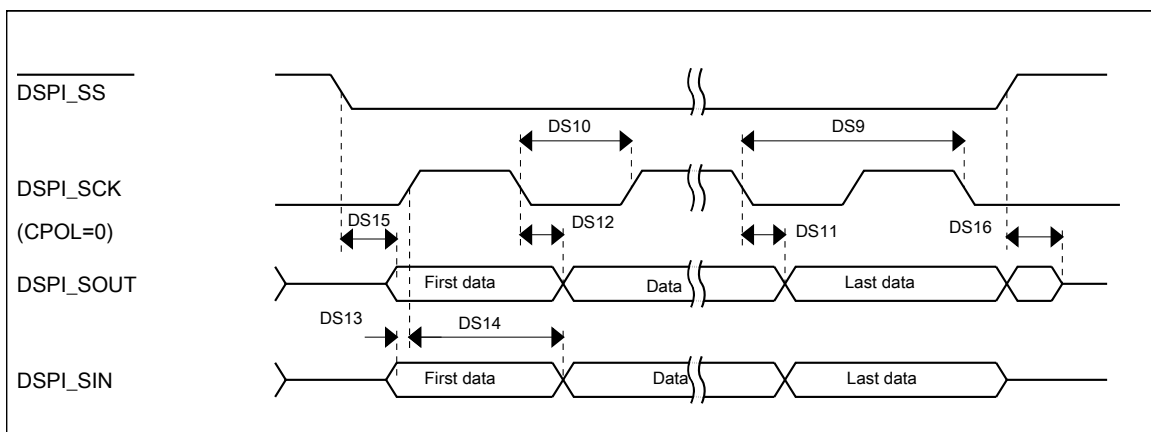 DSPI_SS
DS10
DS9
DSPI_SCK
(CPOL=0)
DS15
DS12
DS11
DS16
DSPI_SOUT
First data
Data
Last data
DS13
DS14
DSPI_SIN
First data
Data
Last data